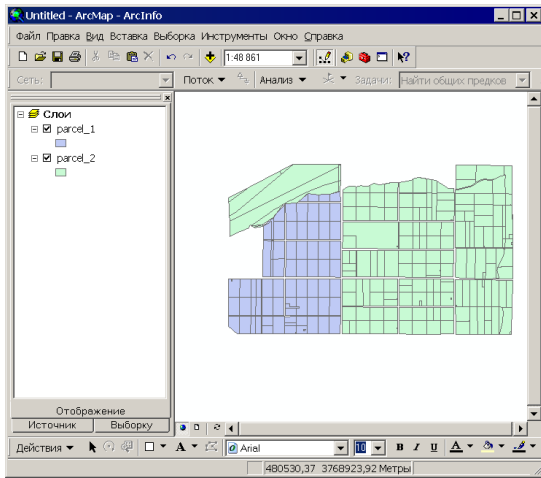 Untitled - ArcMap - ArcInfo
Файл Правка Вид Вставка Выборка Инструменты Окно Справка
1:48 861
Сеть: Поток Анализ Задачи: Найти общих предков
Слои
parcel_1
parcel_2
Отображение
Источник Выборку
Действия A Arial 10 B I U A
480530,37 3768923,92 Метры